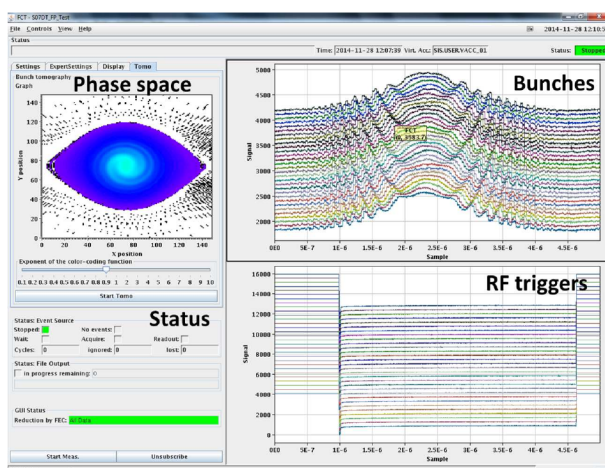 FCT - S07DT_FP_Test
File Controls View Help
2014-11-28 12:10:5
Status
Time: 2014-11-28 12:07:39 Virt. Acc: SIS.USER.VACC_01 Status: Stopped
Settings ExpertSettings Display Tomo
Bunch tomography
Graph
Phase space
140
120
100
80
60
40
20
0
Y position
0 20 40 60 80 100 120 140
X position
Exponent of the color-coding function
0.1 0.2 0.3 0.4 0.5 0.6 0.7 0.8 0.9 1 2 3 4 5 6 7 8 9 10
Start Tomo
Status: Event Source
Status
Stopped: No events:
Wait: Acquire: Readout:
Cycles: 0 ignored: 0 lost: 0
Status: File Output
in progress remaining: 0
GUI Status
Reduction by FEC: All Data
Start Meas. Unsubscribe
Bunches
5000
4500
4000
3500
3000
2500
2000
Signal
FCT
0E0 5E-7 1E-6 1.5E-6 2E-6 2.5E-6 3E-6 3.5E-6 4E-6 4.5E-6
Sample
RF triggers
16000
14000
12000
10000
8000
6000
4000
2000
0
Signal
0E0 5E-7 1E-6 1.5E-6 2E-6 2.5E-6 3E-6 3.5E-6 4E-6 4.5E-6
Sample